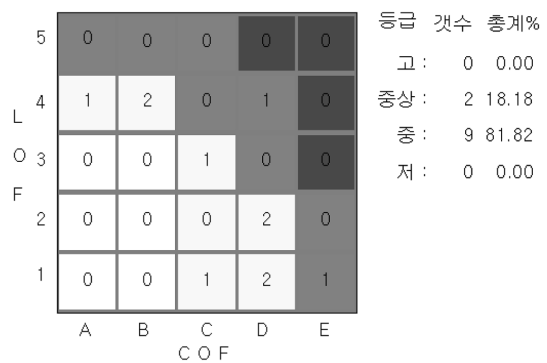 등급 갯수 총계%
고 : 0 0.00
중상 : 2 18.18
중 : 9 81.82
저 : 0 0.00
L O F
5 0 0 0 0 0
4 1 2 0 1 0
3 0 0 1 0 0
2 0 0 0 2 0
1 0 0 1 2 1
A B C D E
C O F